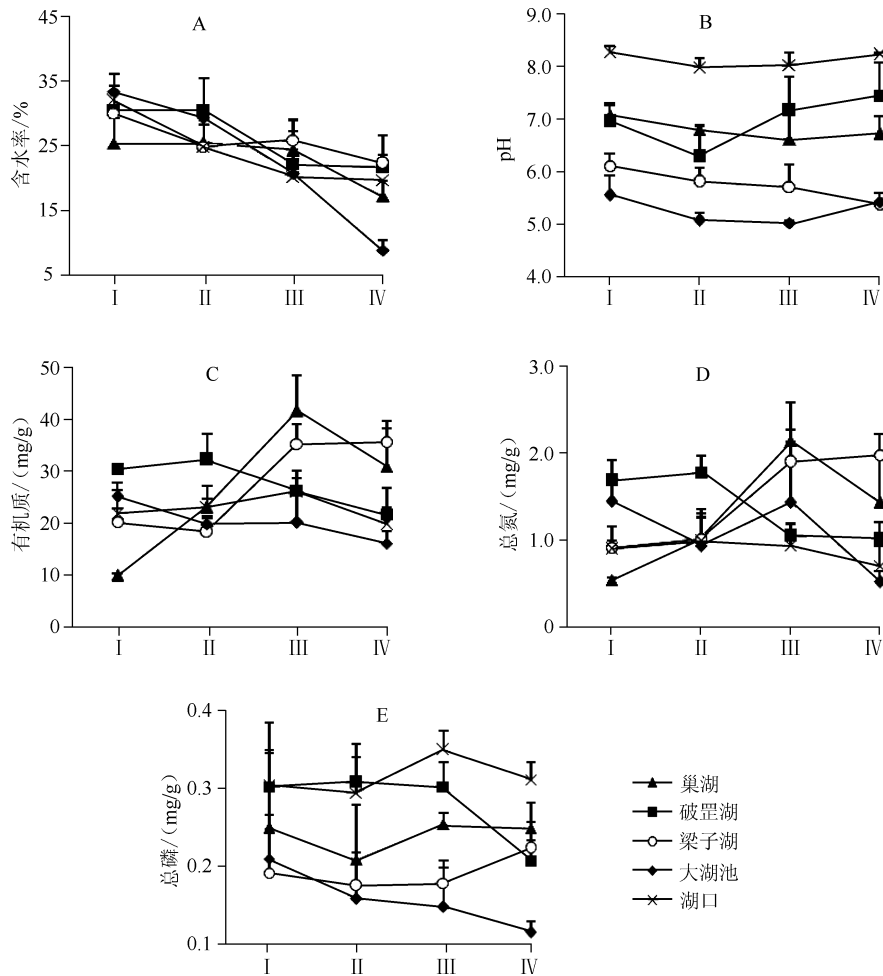 A
含水率/%
45
35
25
15
5
I II III IV
B
pH
9.0
8.0
7.0
6.0
5.0
4.0
I II III IV
C
有机质/(mg/g)
50
40
30
20
10
0
I II III IV
D
总氮/(mg/g)
3.0
2.0
1.0
0
I II III IV
E
总磷/(mg/g)
0.4
0.3
0.2
0.1
I II III IV
巢湖
破罡湖
梁子湖
大湖池
湖口